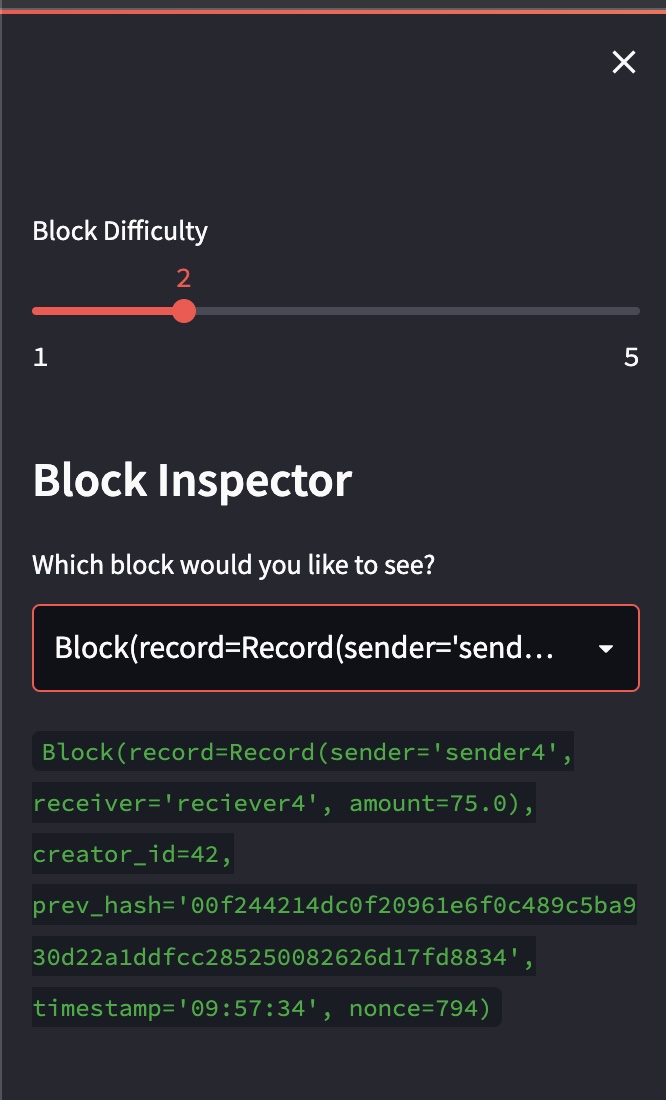 Block Difficulty
2
1 5
Block Inspector
Which block would you like to see?
Block(record=Record(sender='send...
Block(record=Record(sender='sender4',
receiver='reciever4', amount=75.0),
creator_id=42,
prev_hash='00f244214dc0f20961e6f0c489c5ba9
30d22a1ddfcc285250082626d17fd8834',
timestamp='09:57:34', nonce=794)